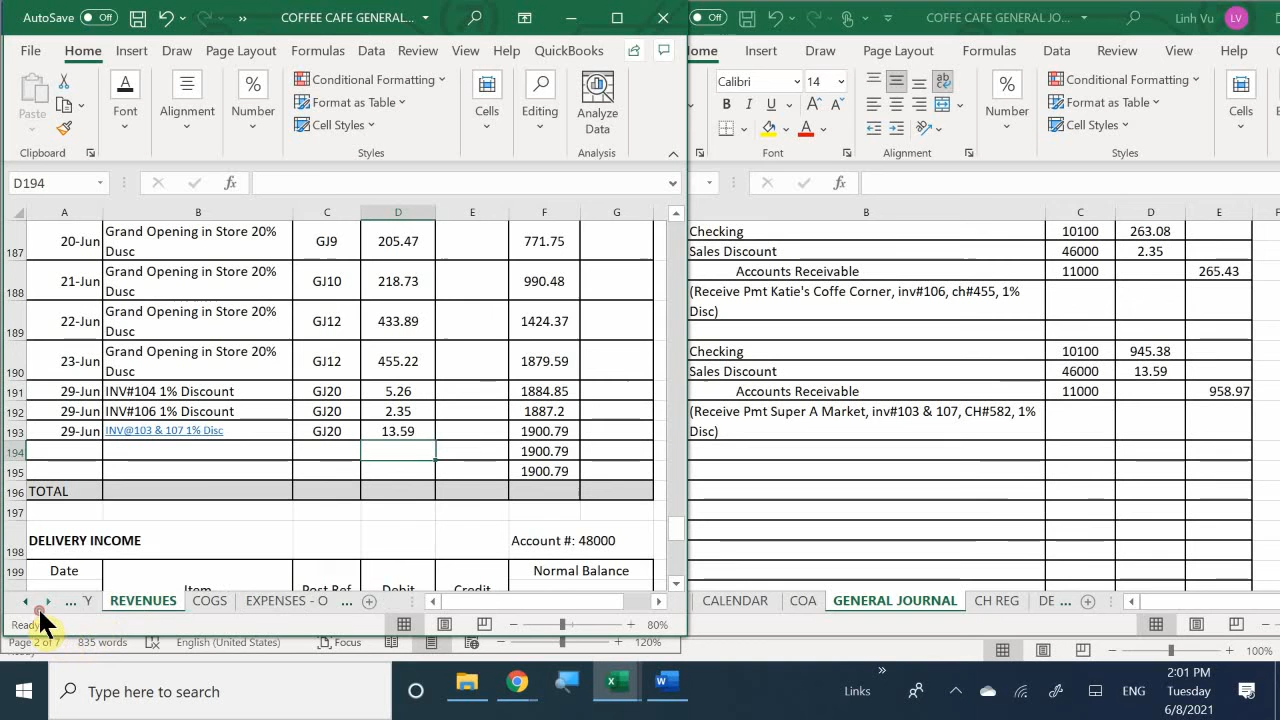 AutoSave Off COFFEE CAFE GENERAL...
File Home Insert Draw Page Layout Formulas Data Review View Help QuickBooks
Paste Font Alignment Number Conditional Formatting Format as Table Cell Styles Cells Editing Analyze Data
Clipboard Styles Analysis
D194 fx
A B C D E F G
187 20-Jun Grand Opening in Store 20% Dusc GJ9 205.47 771.75
188 21-Jun Grand Opening in Store 20% Dusc GJ10 218.73 990.48
189 22-Jun Grand Opening in Store 20% Dusc GJ12 433.89 1424.37
190 23-Jun Grand Opening in Store 20% Dusc GJ12 455.22 1879.59
191 29-Jun INV#104 1% Discount GJ20 5.26 1884.85
192 29-Jun INV#106 1% Discount GJ20 2.35 1887.2
193 29-Jun INV@103 & 107 1% Disc GJ20 13.59 1900.79
194 1900.79
195 1900.79
196 TOTAL
197
198 DELIVERY INCOME Account #: 48000
199 Date Normal Balance
Item Post Ref Debit Credit
... Y REVENUES COGS EXPENSES - O ...
Ready 80%
Page 2 of 7 835 words English (United States) Focus 120%
Off COFFEE CAFE GENERAL JO... Linh Vu LV
ome Insert Draw Page Layout Formulas Data Review View Help
Calibri 14 Number Conditional Formatting Format as Table Cell Styles Cells
B I U A A ab
Font Alignment Styles
fx
B C D E
Checking 10100 263.08
Sales Discount 46000 2.35
Accounts Receivable 11000 265.43
(Receive Pmt Katie's Coffe Corner, inv#106, ch#455, 1%
Disc)
Checking 10100 945.38
Sales Discount 46000 13.59
Accounts Receivable 11000 958.97
(Receive Pmt Super A Market, inv#103 & 107, CH#582, 1%
Disc)
CALENDAR COA GENERAL JOURNAL CH REG DE ...
100%
Type here to search
Links ENG
2:01 PM
Tuesday
6/8/2021